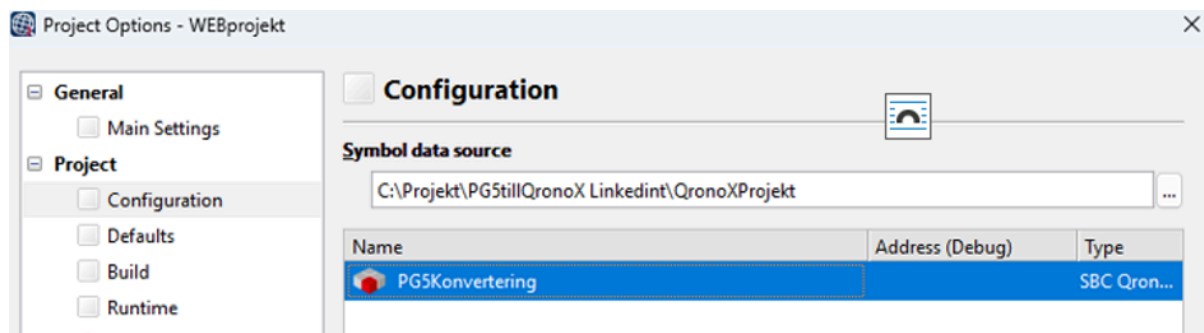 Project Options - WEBprojekt
General
Main Settings
Project
Configuration
Defaults
Build
Runtime
Configuration
Symbol data source
C:\Projekt\PG5tillQronoX Linkedint\QronoXProjekt
...
Name Address (Debug) Type
PG5Konvertering SBC Qron...